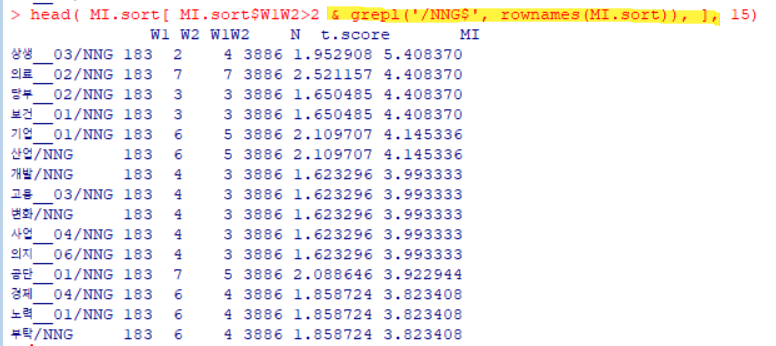 > head( MI.sort[ MI.sort$W1W2>2 & grepl('/NNG$', rownames(MI.sort)), ], 15)
W1 W2 W1W2 N t.score MI
상생__03/NNG 183 2 4 3886 1.952908 5.408370
의료__02/NNG 183 7 7 3886 2.521157 4.408370
당부__02/NNG 183 3 3 3886 1.650485 4.408370
보건__01/NNG 183 3 3 3886 1.650485 4.408370
기업__01/NNG 183 6 5 3886 2.109707 4.145336
산업/NNG 183 6 5 3886 2.109707 4.145336
개발/NNG 183 4 3 3886 1.623296 3.993333
고용__03/NNG 183 4 3 3886 1.623296 3.993333
변화/NNG 183 4 3 3886 1.623296 3.993333
사업__04/NNG 183 4 3 3886 1.623296 3.993333
의지__06/NNG 183 4 3 3886 1.623296 3.993333
공단__01/NNG 183 7 5 3886 2.088646 3.922944
경제__04/NNG 183 6 4 3886 1.858724 3.823408
노력__01/NNG 183 6 4 3886 1.858724 3.823408
부탁/NNG 183 6 4 3886 1.858724 3.823408